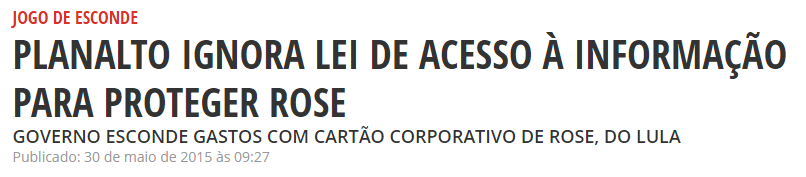 JOGO DE ESCONDE
PLANALTO IGNORA LEI DE ACESSO À INFORMAÇÃO
PARA PROTEGER ROSE
GOVERNO ESCONDE GASTOS COM CARTÃO CORPORATIVO DE ROSE, DO LULA
Publicado: 30 de maio de 2015 às 09:27